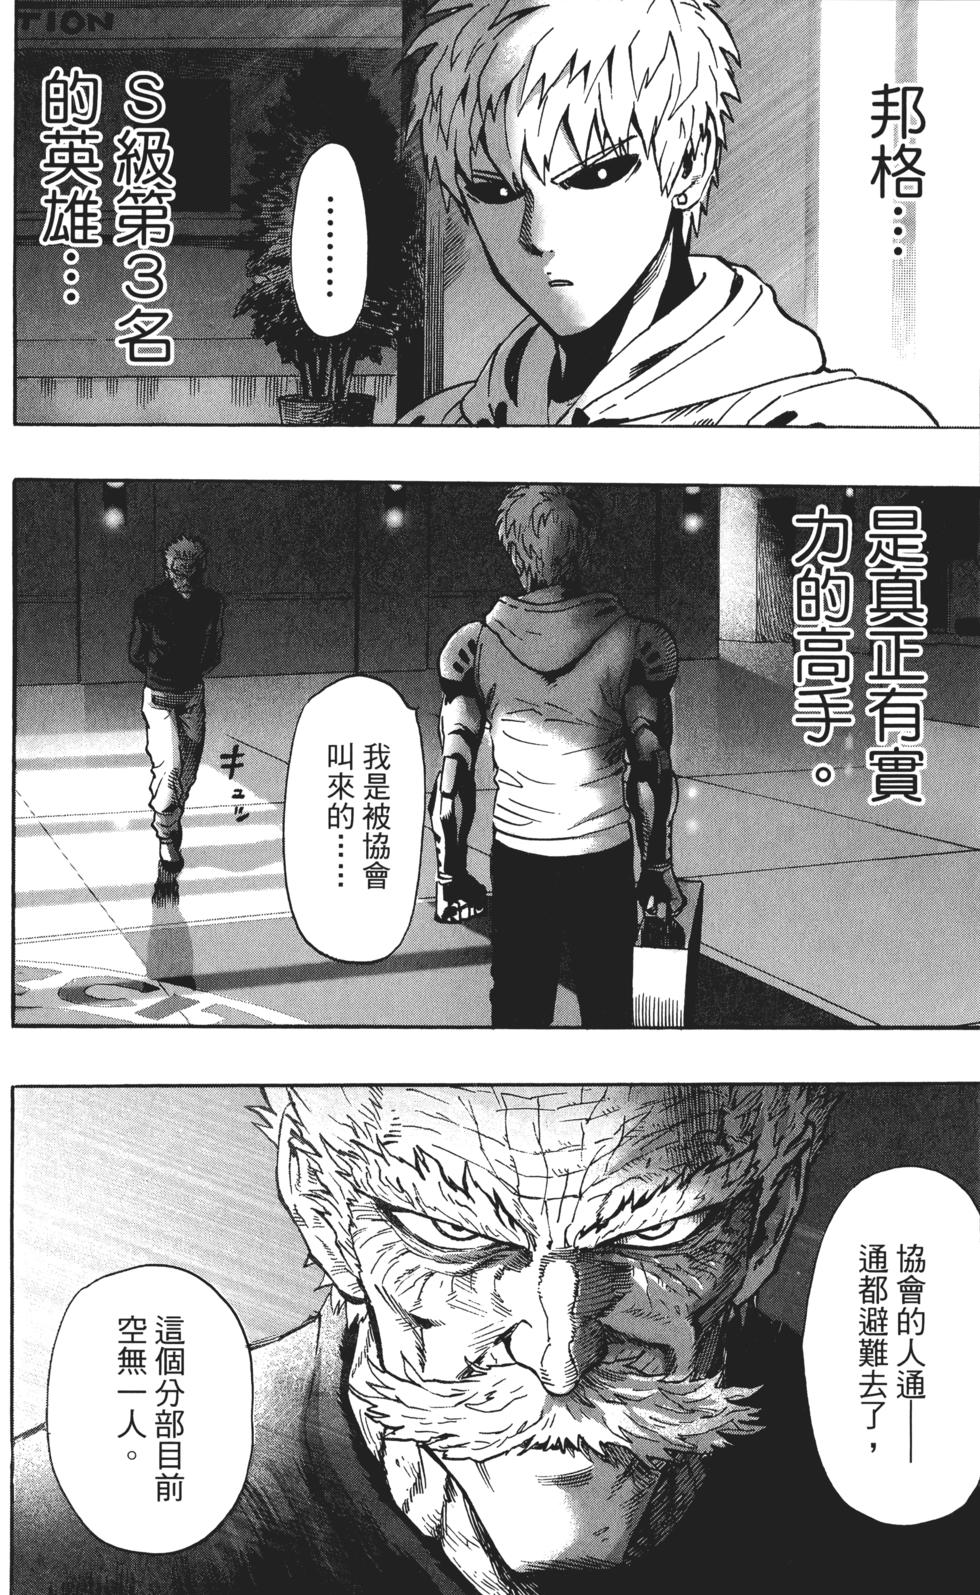 邦格…
TION
………
S級第3名
的英雄…
是真正有實
力的高手。
我是被協會
叫來的……
キュッ
協會的人通——
通都避難去了，
這個分部目前
空無一人。